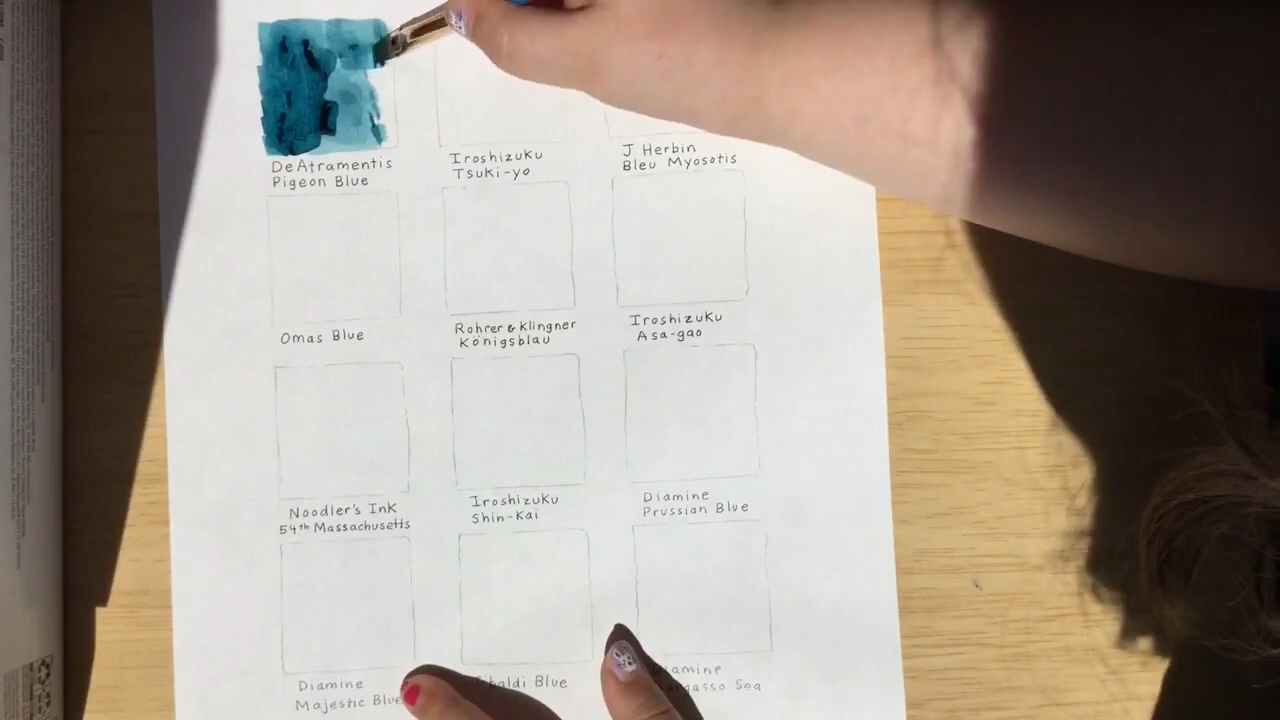 DeAtramentis
Pigeon Blue
Iroshizuku
Tsuki-yo
J. Herbin
Bleu Myosotis
Omas Blue
Rohrer & Klingner
Königsblau
Iroshizuku
Asa-gao
Noodler's Ink
54th Massachusetts
Iroshizuku
Shin-Kai
Diamine
Prussian Blue
Diamine
Majestic Blue
Blue
Diamine
Sea